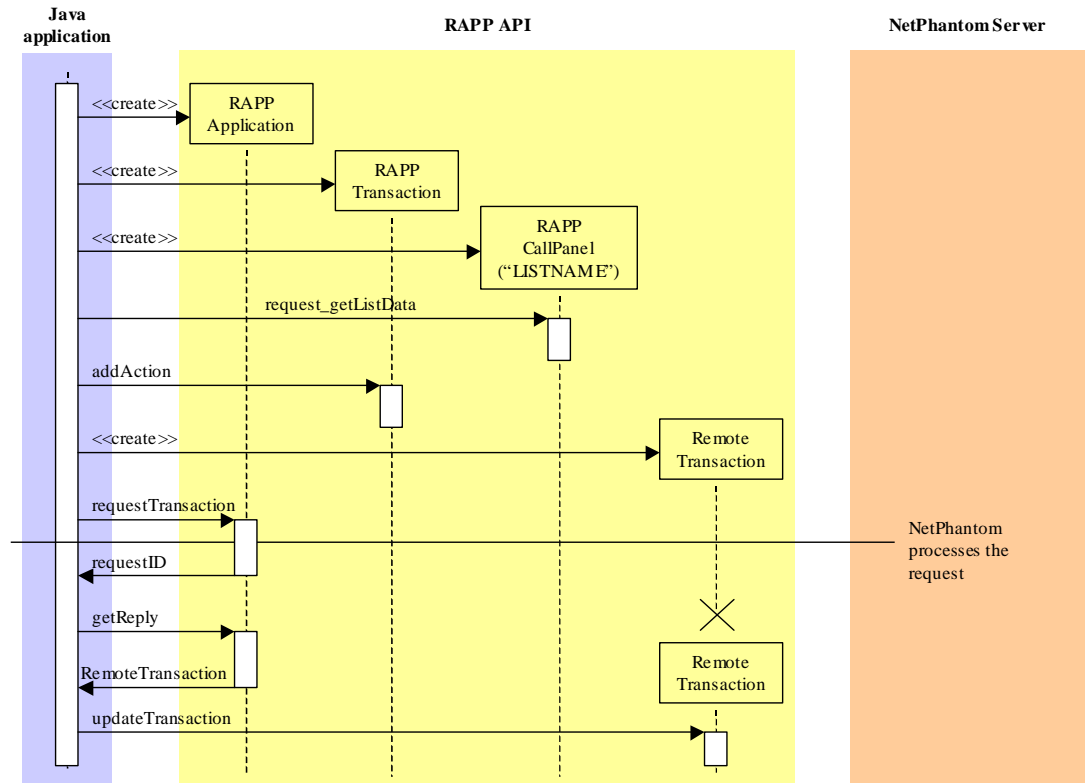 Java
application
RAPP API
NetPhantom Server
<<create>>
RAPP
Application
<<create>>
RAPP
Transaction
<<create>>
RAPP
CallPanel
(“LISTNAME”)
request_getListData
addAction
<<create>>
Remote
Transaction
requestTransaction
NetPhantom
processes the
request
requestID
getReply
RemoteTransaction
Remote
Transaction
updateTransaction